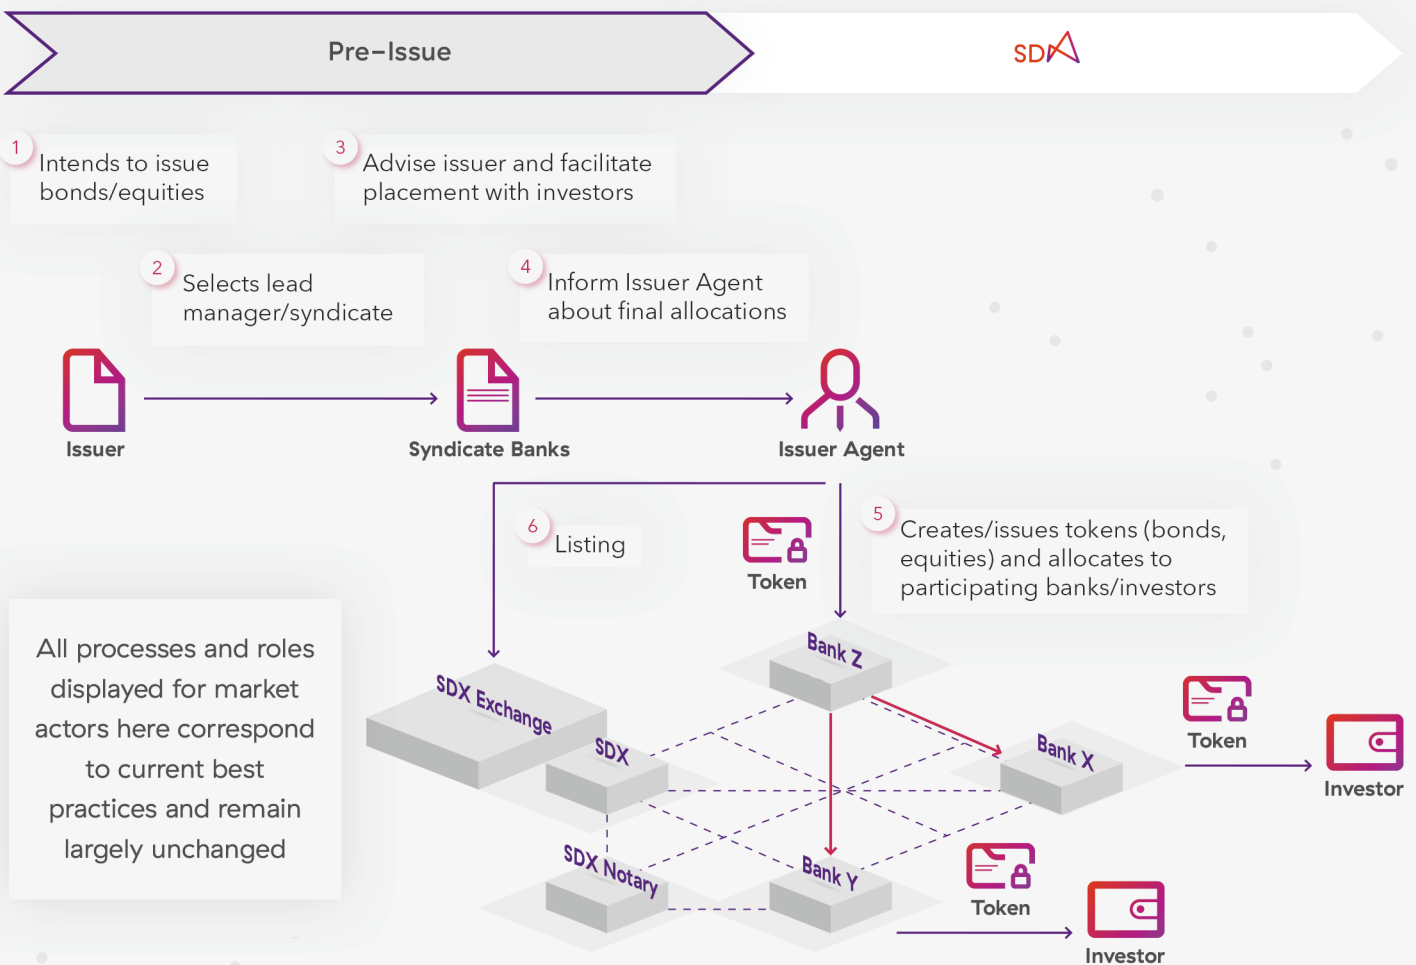 Pre-Issue
SDX
1
Intends to issue
bonds/equities
3
Advise issuer and facilitate
placement with investors
2
Selects lead
manager/syndicate
4
Inform Issuer Agent
about final allocations
Issuer
Syndicate Banks
Issuer Agent
6
Listing
Token
5
Creates/issues tokens (bonds,
equities) and allocates to
participating banks/investors
All processes and roles
displayed for market
actors here correspond
to current best
practices and remain
largely unchanged
Bank Z
SDX Exchange
SDX
Bank X
Token
Investor
SDX Notary
Bank Y
Token
Investor